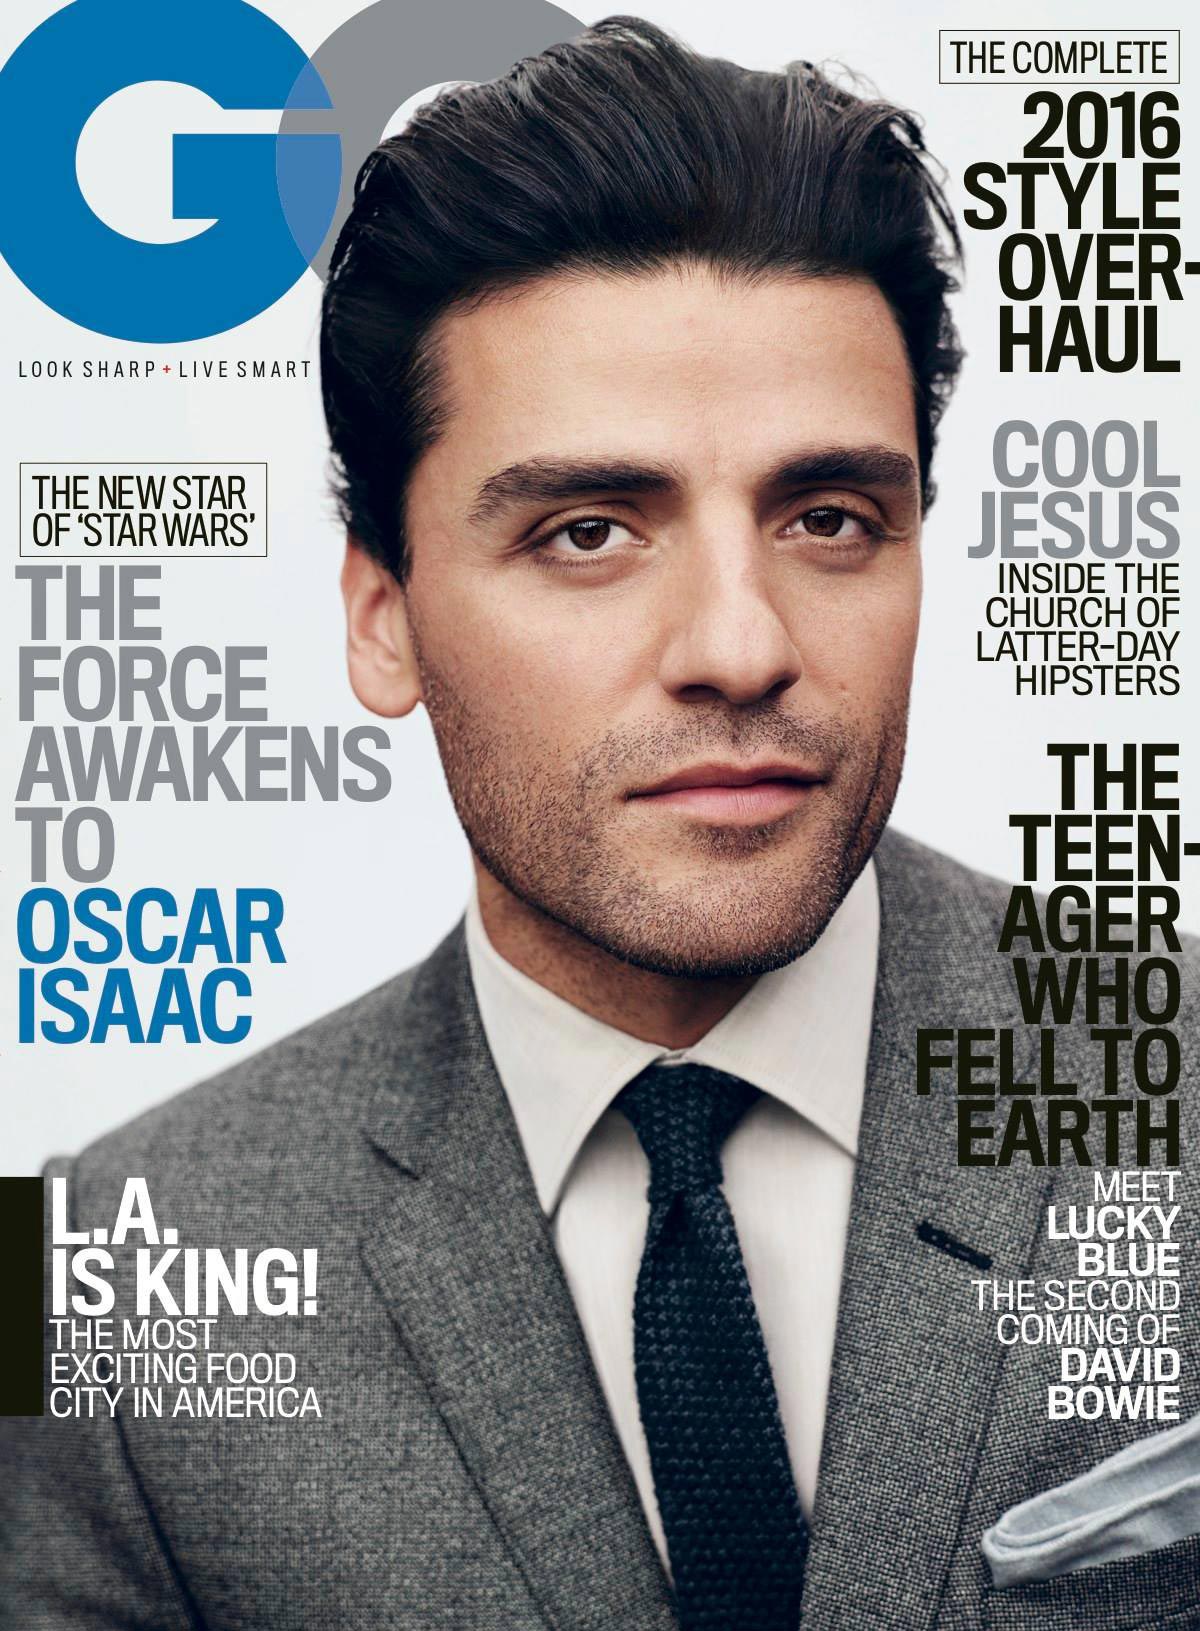 GQ
LOOK SHARP + LIVE SMART
THE NEW STAR
OF ‘STAR WARS’
THE
FORCE
AWAKENS
TO
OSCAR
ISAAC
L.A.
IS KING!
THE MOST
EXCITING FOOD
CITY IN AMERICA
THE COMPLETE
2016
STYLE
OVER-
HAUL
COOL
JESUS
INSIDE THE
CHURCH OF
LATTER-DAY
HIPSTERS
THE
TEEN-
AGER
WHO
FELL TO
EARTH
MEET
LUCKY
BLUE
THE SECOND
COMING OF
DAVID
BOWIE